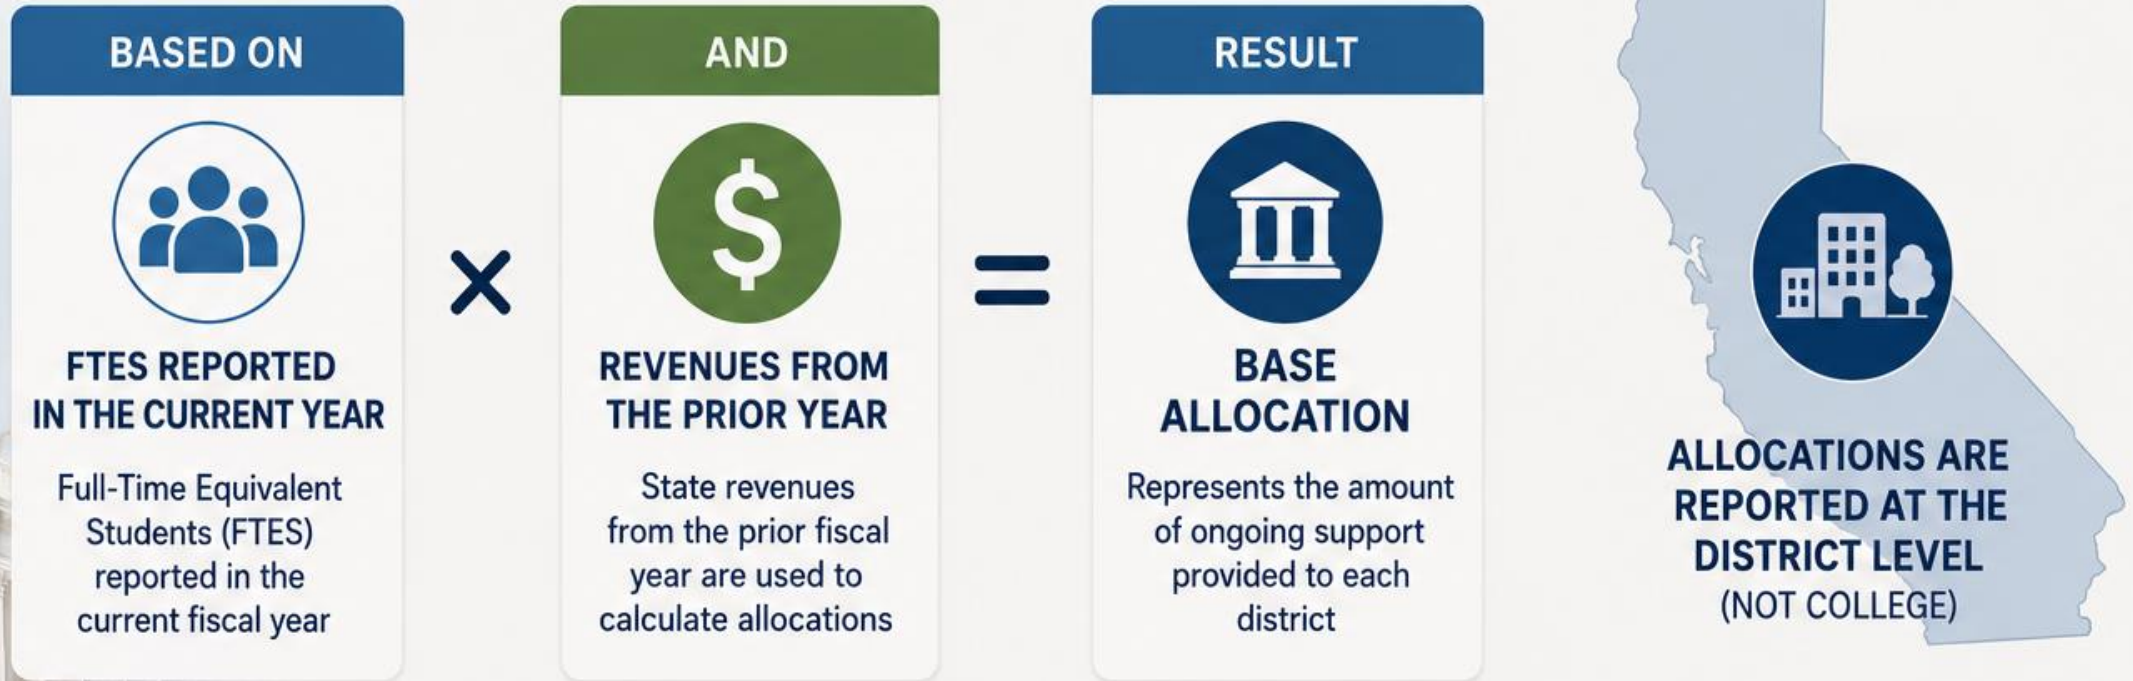 BASED ON
FTES REPORTED
IN THE CURRENT YEAR
Full-Time Equivalent
Students (FTES)
reported in the
current fiscal year
×
AND
$
REVENUES FROM
THE PRIOR YEAR
State revenues
from the prior fiscal
year are used to
calculate allocations
=
RESULT
BASE
ALLOCATION
Represents the amount
of ongoing support
provided to each
district
ALLOCATIONS ARE
REPORTED AT THE
DISTRICT LEVEL
(NOT COLLEGE)